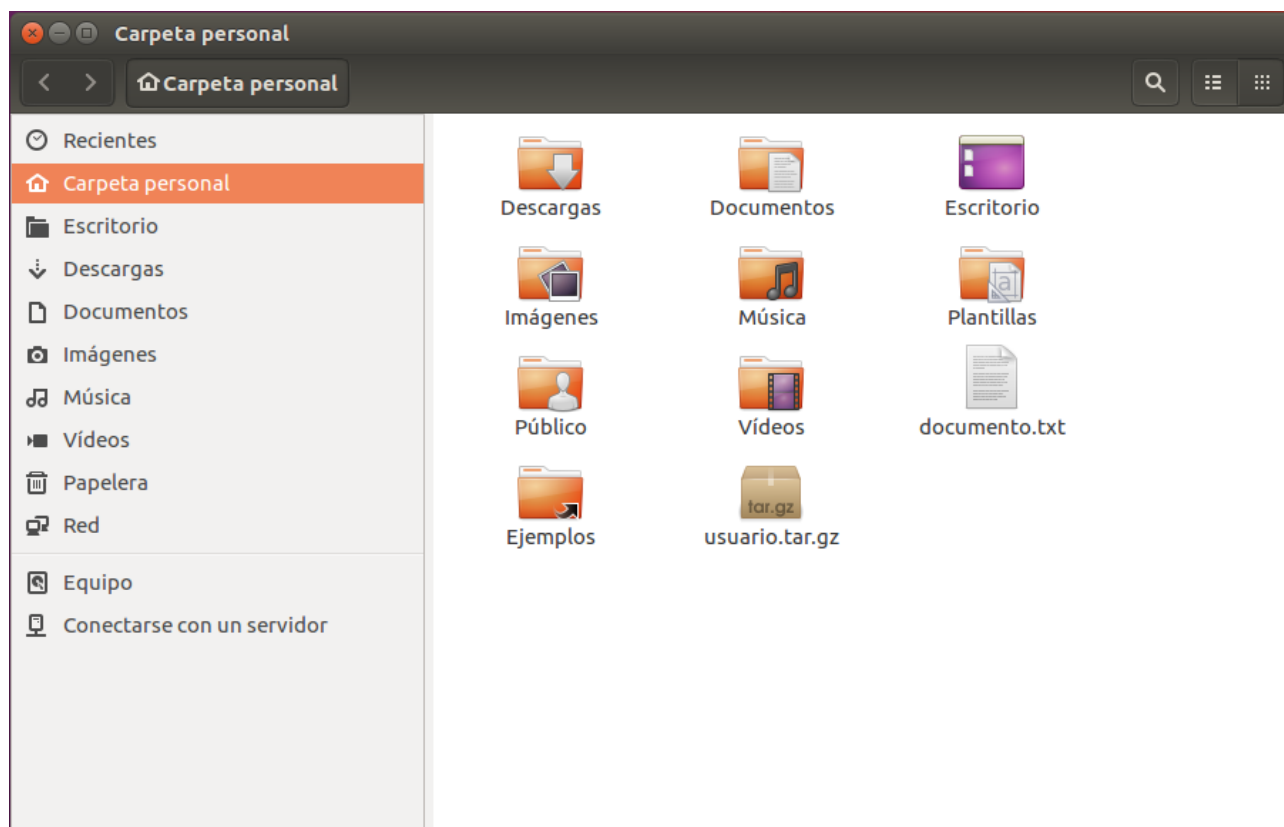 Carpeta personal
Carpeta personal
Recientes
Carpeta personal
Escritorio
Descargas
Documentos
Imágenes
Música
Vídeos
Papelera
Red
Equipo
Conectarse con un servidor
Descargas
Documentos
Escritorio
Imágenes
Música
Plantillas
Público
Vídeos
documento.txt
Ejemplos
tar.gz
usuario.tar.gz